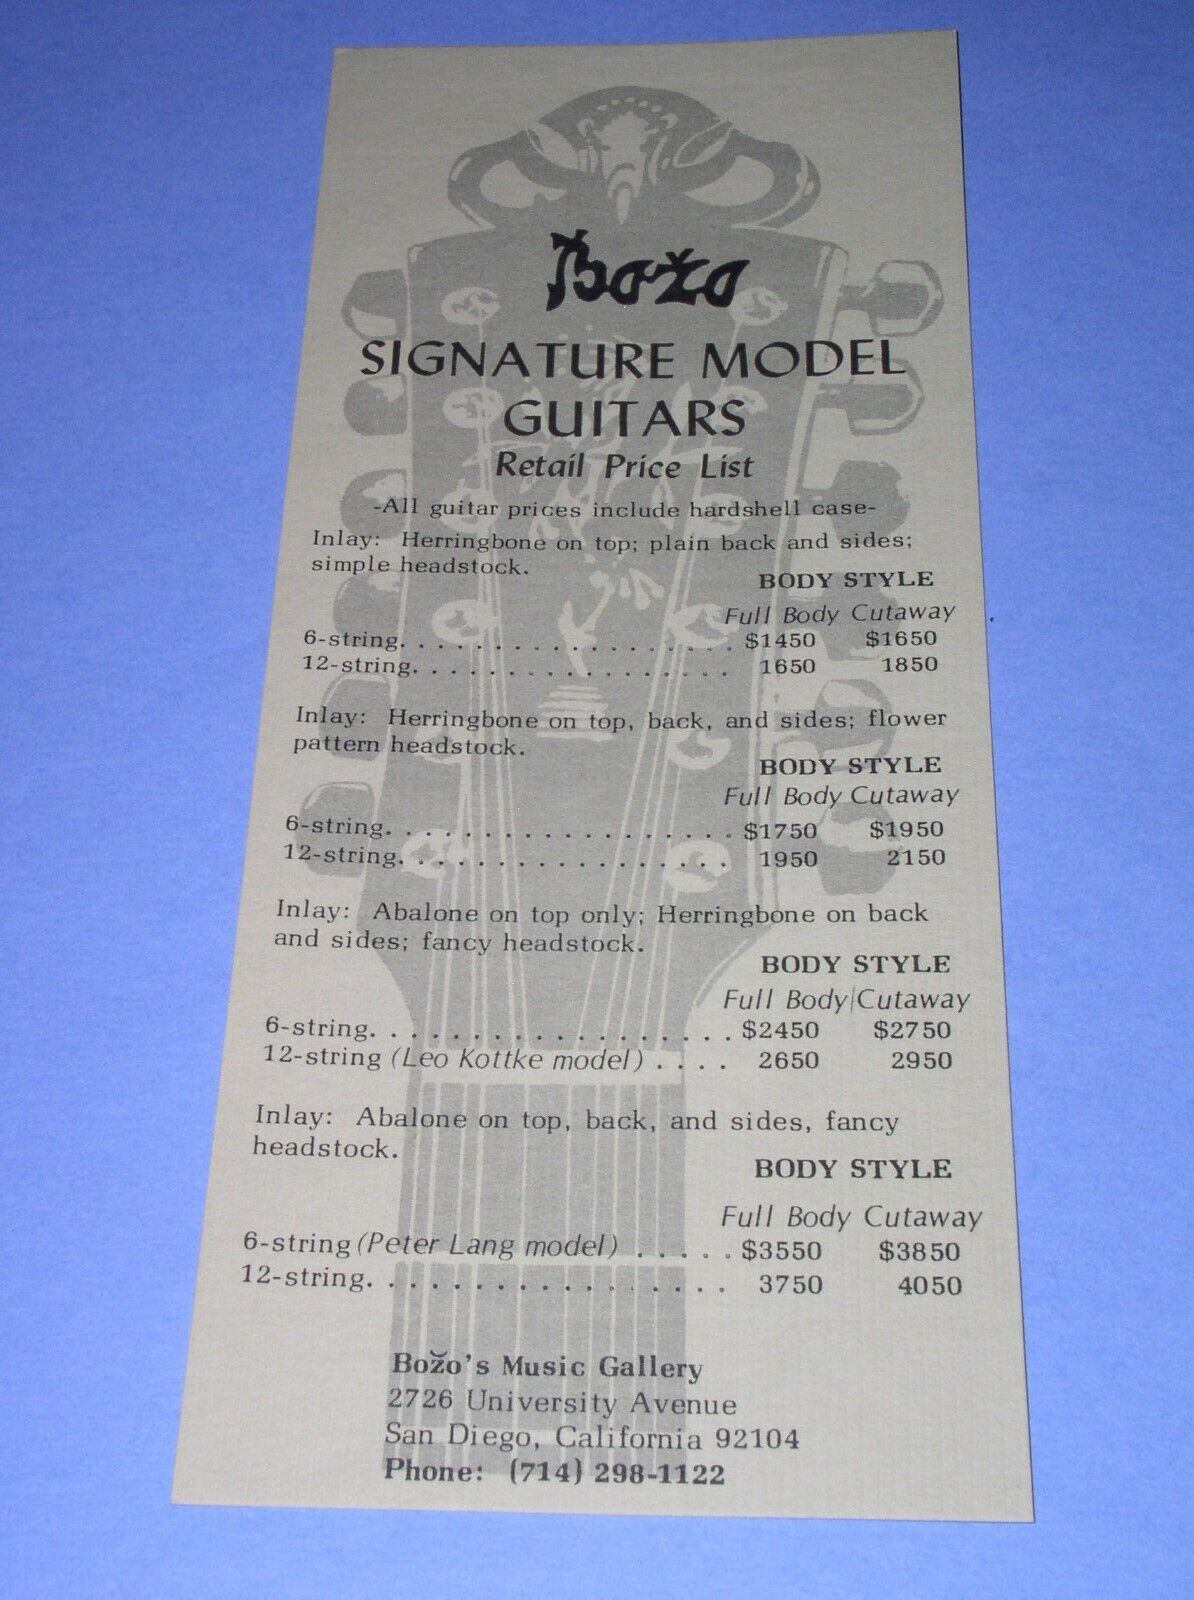 Božo
SIGNATURE MODEL
GUITARS
Retail Price List
-All guitar prices include hardshell case-
Inlay: Herringbone on top; plain back and sides;
simple headstock.
BODY STYLE
Full Body Cutaway
6-string. . . . . . . . . . . . . . . . . . . $1450 $1650
12-string. . . . . . . . . . . . . . . . . . 1650 1850
Inlay: Herringbone on top, back, and sides; flower
pattern headstock.
BODY STYLE
Full Body Cutaway
6-string. . . . . . . . . . . . . . . . . . . $1750 $1950
12-string. . . . . . . . . . . . . . . . . . 1950 2150
Inlay: Abalone on top only; Herringbone on back
and sides; fancy headstock.
BODY STYLE
Full Body Cutaway
6-string. . . . . . . . . . . . . . . . . . . $2450 $2750
12-string (Leo Kottke model) . . . . 2650 2950
Inlay: Abalone on top, back, and sides, fancy
headstock.
BODY STYLE
Full Body Cutaway
6-string (Peter Lang model) . . . . . $3550 $3850
12-string. . . . . . . . . . . . . . . . . . 3750 4050
Božo's Music Gallery
2726 University Avenue
San Diego, California 92104
Phone: (714) 298-1122